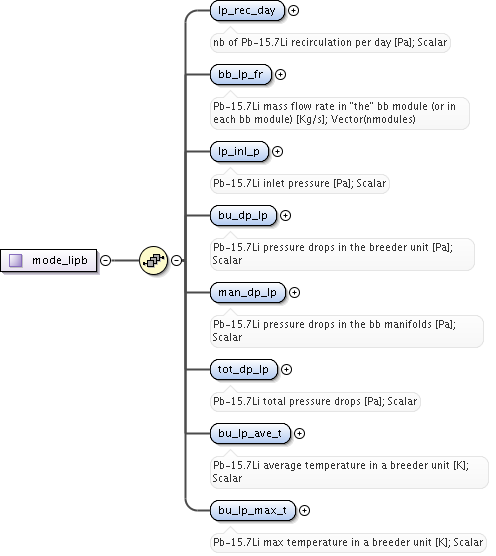 lp_rec_day
nb of Pb-15.7Li recirculation per day [Pa]; Scalar
bb_lp_fr
Pb-15.7Li mass flow rate in "the" bb module (or in
each bb module) [Kg/s]; Vector(nmodules)
lp_inl_p
Pb-15.7Li inlet pressure [Pa]; Scalar
bu_dp_lp
Pb-15.7Li pressure drops in the breeder unit [Pa];
Scalar
mode_lipb
man_dp_lp
Pb-15.7Li pressure drops in the bb manifolds [Pa];
Scalar
tot_dp_lp
Pb-15.7Li total pressure drops [Pa]; Scalar
bu_lp_ave_t
Pb-15.7Li average temperature in a breeder unit [K];
Scalar
bu_lp_max_t
Pb-15.7Li max temperature in a breeder unit [K]; Scalar